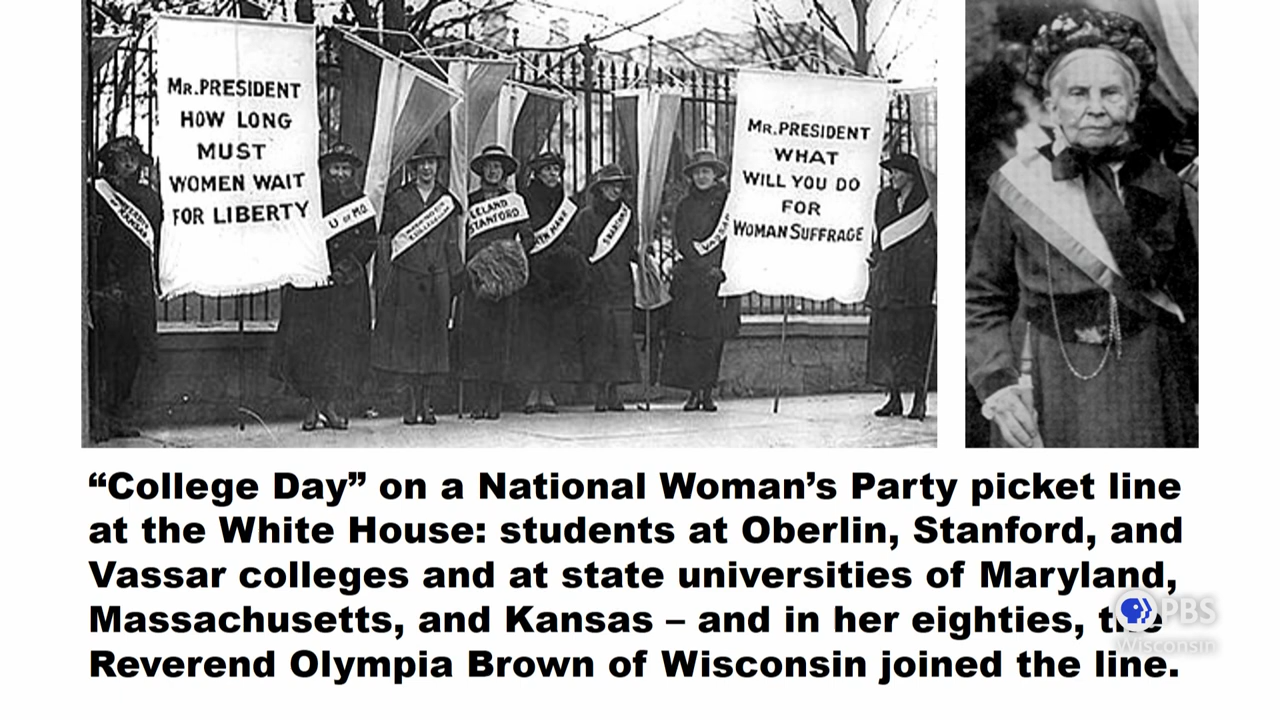 MR. PRESIDENT
HOW LONG
MUST
WOMEN WAIT
FOR LIBERTY
U OF MO.
LELAND
STANFORD
VASSAR
MR. PRESIDENT
WHAT
WILL YOU DO
FOR
WOMAN SUFFRAGE
“College Day” on a National Woman’s Party picket line
at the White House: students at Oberlin, Stanford, and
Vassar colleges and at state universities of Maryland,
Massachusetts, and Kansas – and in her eighties, the
Reverend Olympia Brown of Wisconsin joined the line.
PBS
Wisconsin